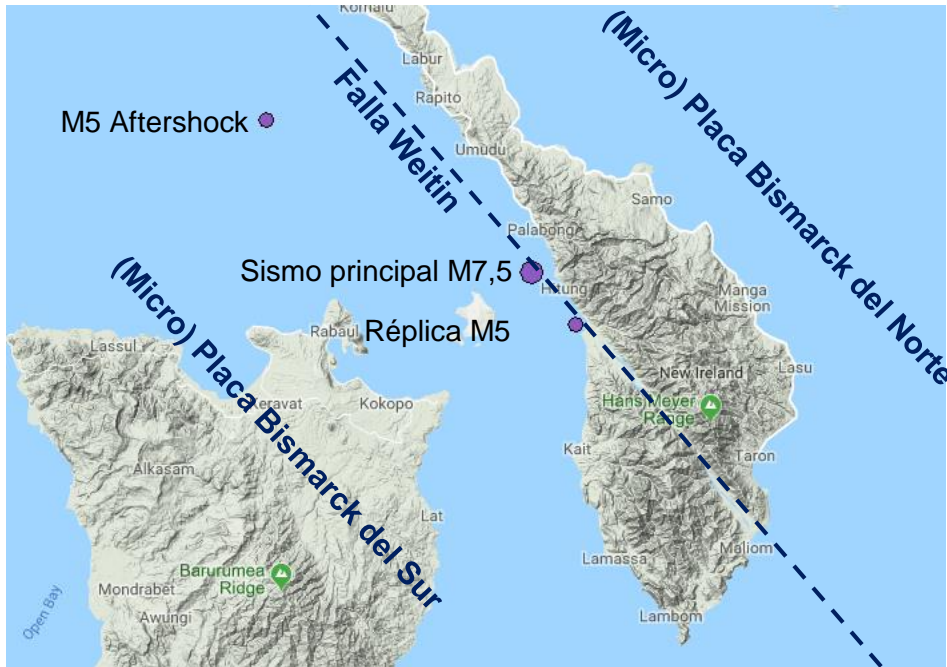 Komalu
Labur
Rapito
M5 Aftershock
Falla Weitin
Umudu
(Micro) Placa Bismarck del Norte
Samo
Palabong
Sismo principal M7,5
Hitung
Manga
Mission
(Micro) Placa Bismarck del Sur
Rabaul
Réplica M5
Lassul
New Ireland
Lasu
Keravat
Kokopo
Hans Meyer
Range
Kait
Taron
Alkasam
Lat
Maliom
Lamassa
Barurumea
Ridge
Mondrabet
Open Bay
Awungi
Lambom